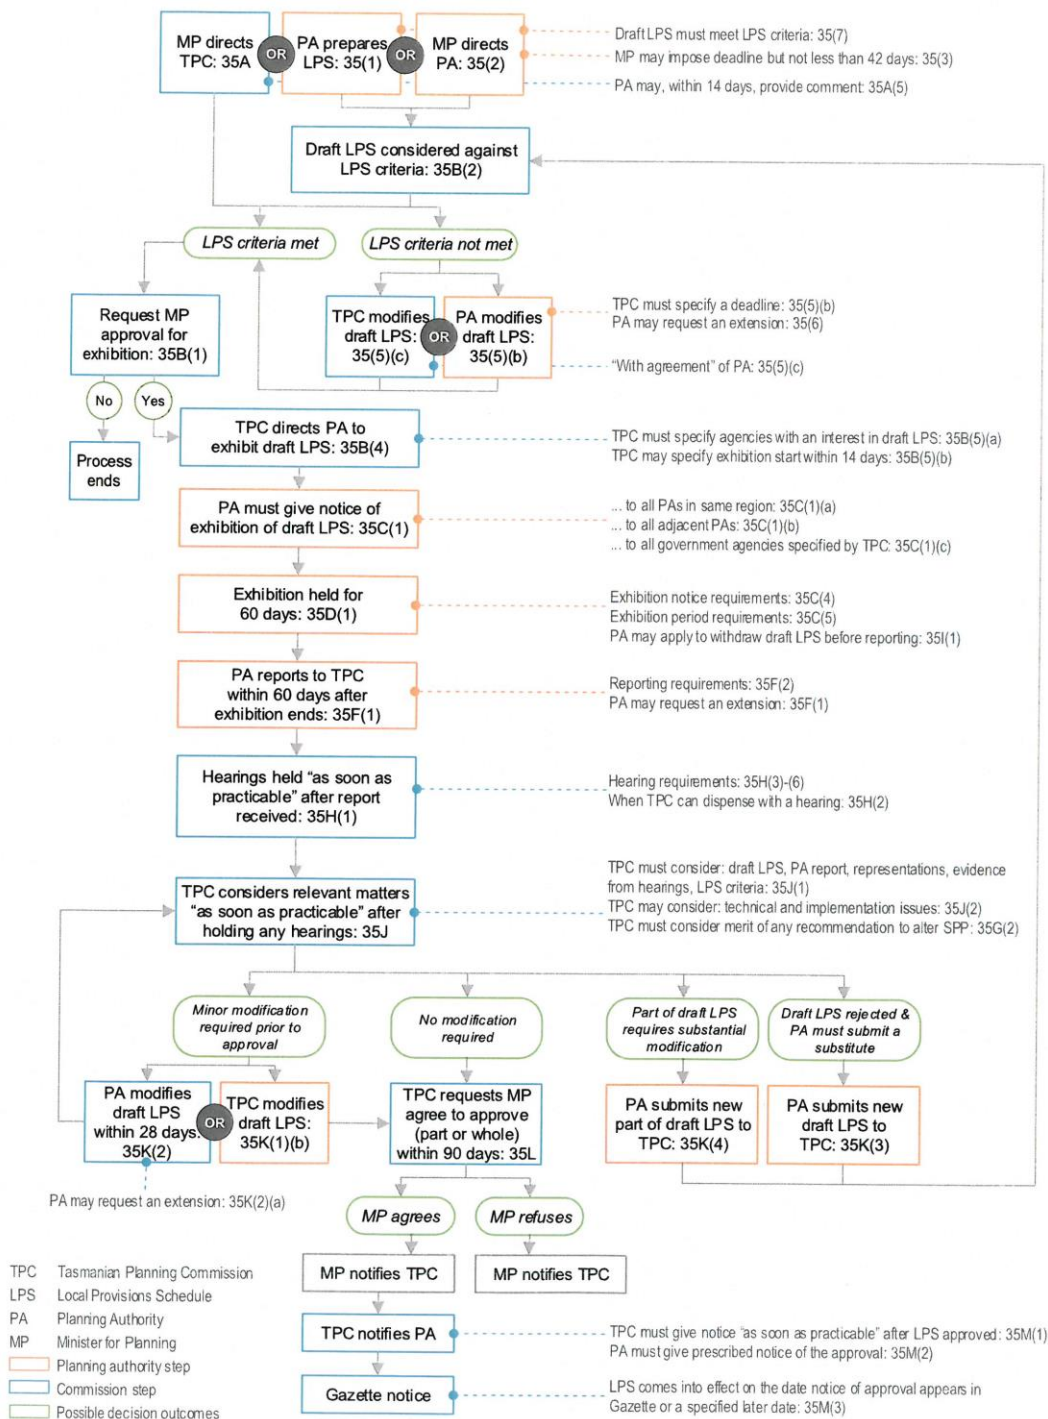 MP directs
TPC: 35A
OR
PA prepares
LPS: 35(1)
OR
MP directs
PA: 35(2)
Draft LPS must meet LPS criteria: 35(7)
MP may impose deadline but not less than 42 days: 35(3)
PA may, within 14 days, provide comment: 35A(5)
Draft LPS considered against
LPS criteria: 35B(2)
LPS criteria met
LPS criteria not met
Request MP
approval for
exhibition: 35B(1)
TPC modifies
draft LPS:
35(5)(c)
OR
PA modifies
draft LPS:
35(5)(b)
TPC must specify a deadline: 35(5)(b)
PA may request an extension: 35(6)
"With agreement" of PA: 35(5)(c)
No
Yes
Process
ends
TPC directs PA to
exhibit draft LPS: 35B(4)
TPC must specify agencies with an interest in draft LPS: 35B(5)(a)
TPC may specify exhibition start within 14 days: 35B(5)(b)
PA must give notice of
exhibition of draft LPS: 35C(1)
... to all PAs in same region: 35C(1)(a)
... to all adjacent PAs: 35C(1)(b)
... to all government agencies specified by TPC: 35C(1)(c)
Exhibition held for
60 days: 35D(1)
Exhibition notice requirements: 35C(4)
Exhibition period requirements: 35C(5)
PA may apply to withdraw draft LPS before reporting: 35I(1)
PA reports to TPC
within 60 days after
exhibition ends: 35F(1)
Reporting requirements: 35F(2)
PA may request an extension: 35F(1)
Hearings held "as soon as
practicable" after report
received: 35H(1)
Hearing requirements: 35H(3)-(6)
When TPC can dispense with a hearing: 35H(2)
TPC considers relevant matters
"as soon as practicable" after
holding any hearings: 35J
TPC must consider: draft LPS, PA report, representations, evidence
from hearings, LPS criteria: 35J(1)
TPC may consider: technical and implementation issues: 35J(2)
TPC must consider merit of any recommendation to alter SPP: 35G(2)
Minor modification
required prior to
approval
No modification
required
Part of draft LPS
requires substantial
modification
Draft LPS rejected &
PA must submit a
substitute
PA modifies
draft LPS
within 28 days:
35K(2)
OR
TPC modifies
draft LPS:
35K(1)(b)
TPC requests MP
agree to approve
(part or whole)
within 90 days: 35L
PA submits new
part of draft LPS to
TPC: 35K(4)
PA submits new
draft LPS to
TPC: 35K(3)
PA may request an extension: 35K(2)(a)
MP agrees
MP refuses
MP notifies TPC
MP notifies TPC
TPC notifies PA
TPC must give notice "as soon as practicable" after LPS approved: 35M(1)
PA must give prescribed notice of the approval: 35M(2)
Gazette notice
LPS comes into effect on the date notice of approval appears in
Gazette or a specified later date: 35M(3)
TPC Tasmanian Planning Commission
LPS Local Provisions Schedule
PA Planning Authority
MP Minister for Planning
Planning authority step
Commission step
Possible decision outcomes